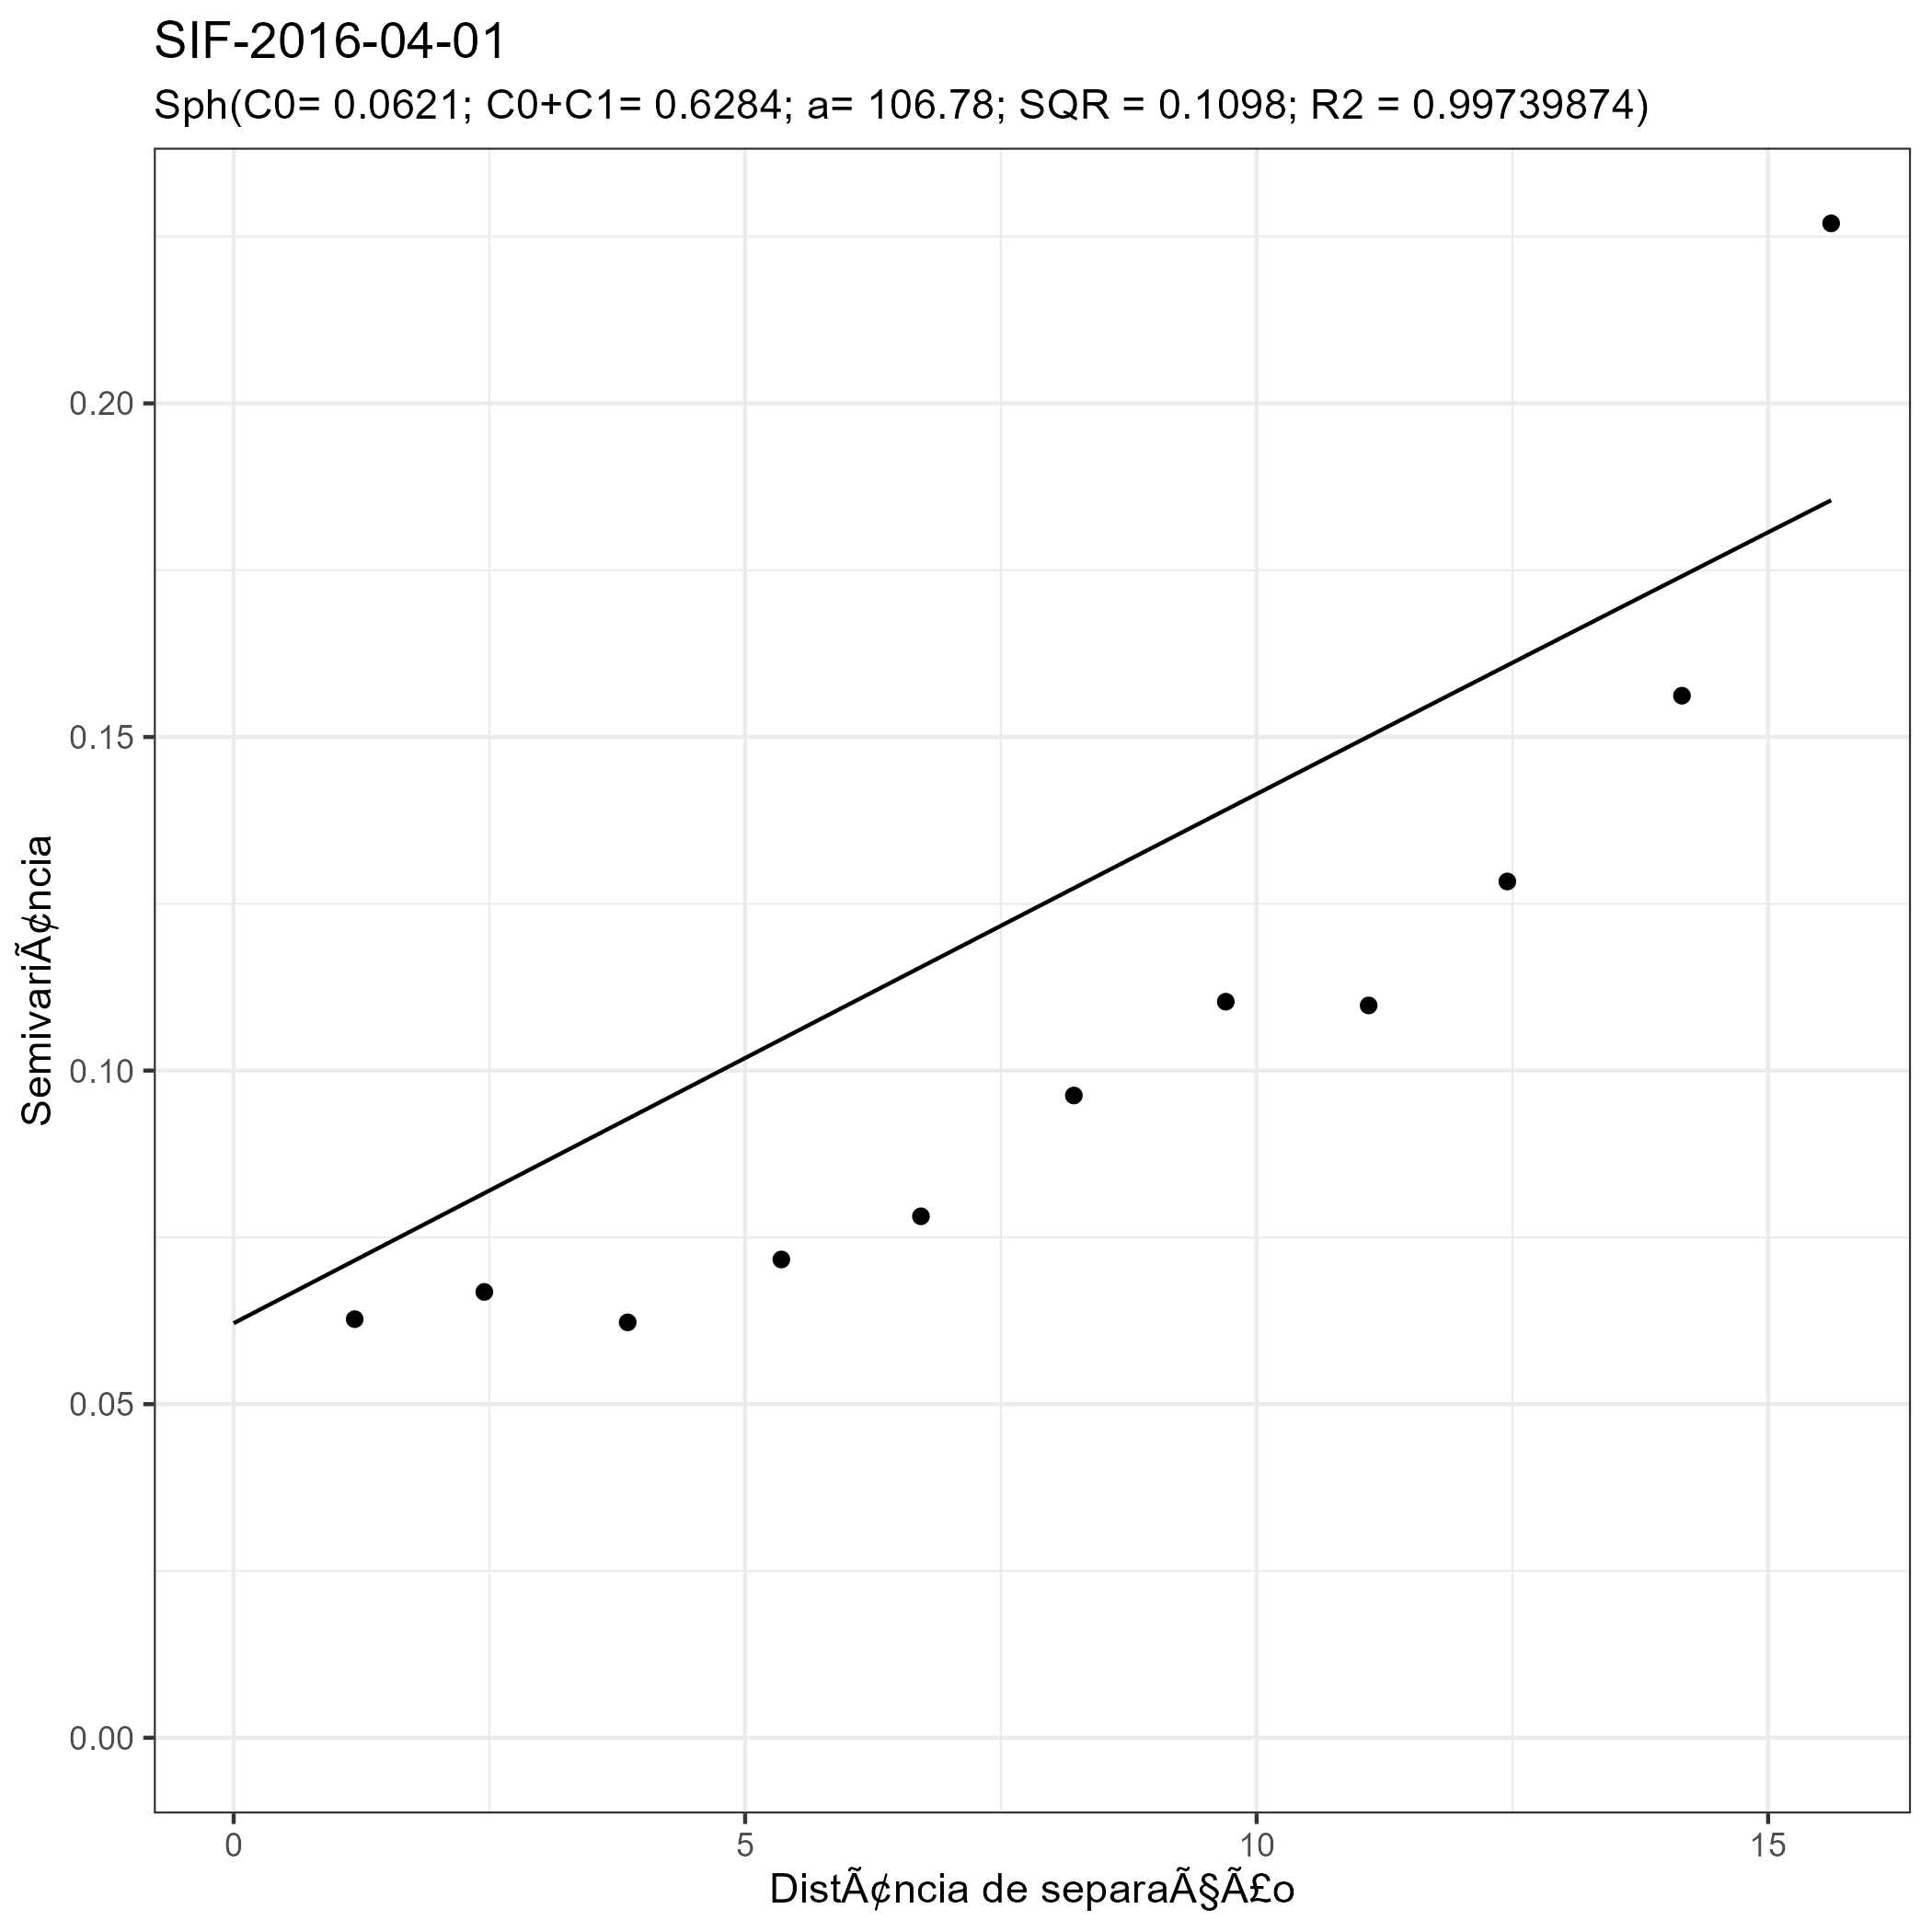 SIF-2016-04-01
Sph(C0= 0.0621; C0+C1= 0.6284; a= 106.78; SQR = 0.1098; R2 = 0.99739874)
SemivariÃ¢ncia
0.20
0.15
0.10
0.05
0.00
0
5
10
15
DistÃ¢ncia de separaÃ§Ã£o